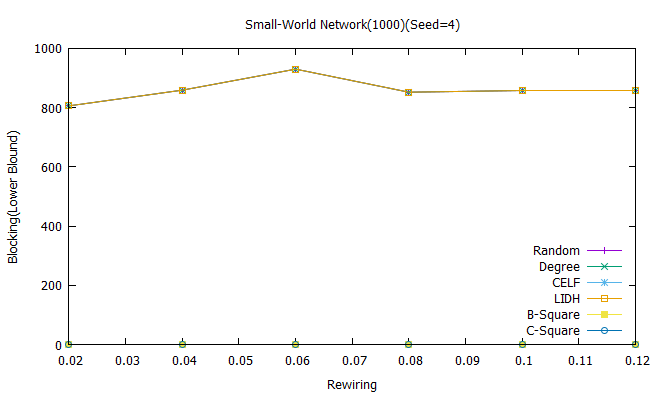 Small-World Network(1000)(Seed=4)
1000
800
600
400
200
0
Blocking(Lower Blound)
Random
Degree
CELF
LIDH
B-Square
C-Square
0.02 0.03 0.04 0.05 0.06 0.07 0.08 0.09 0.1 0.11 0.12
Rewiring